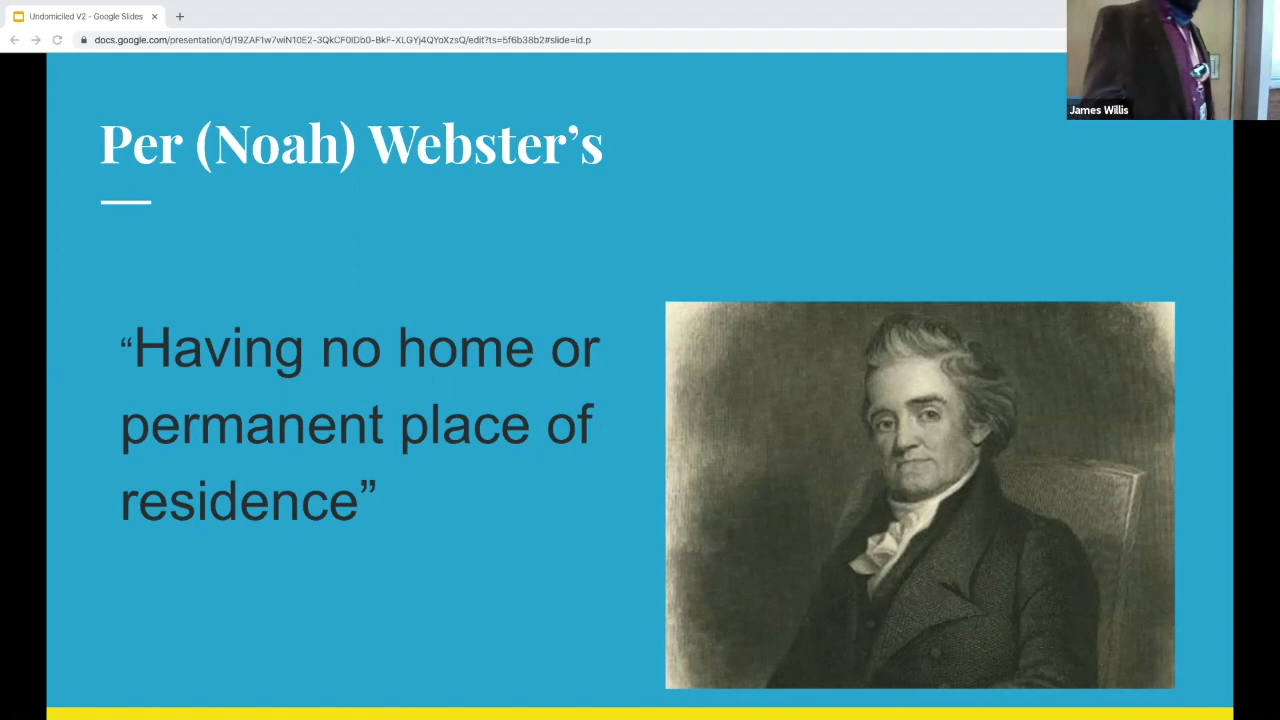 Undomiciled V2 - Google Slides
docs.google.com/presentation/d/19ZAF1w7wiN10E2-3QkCF0IDb0-BkF-XLGYj4QYoXzsQ/edit?ts=5f6b38b2#slide=id.p
James Willis
Per (Noah) Webster’s
“Having no home or
permanent place of
residence”